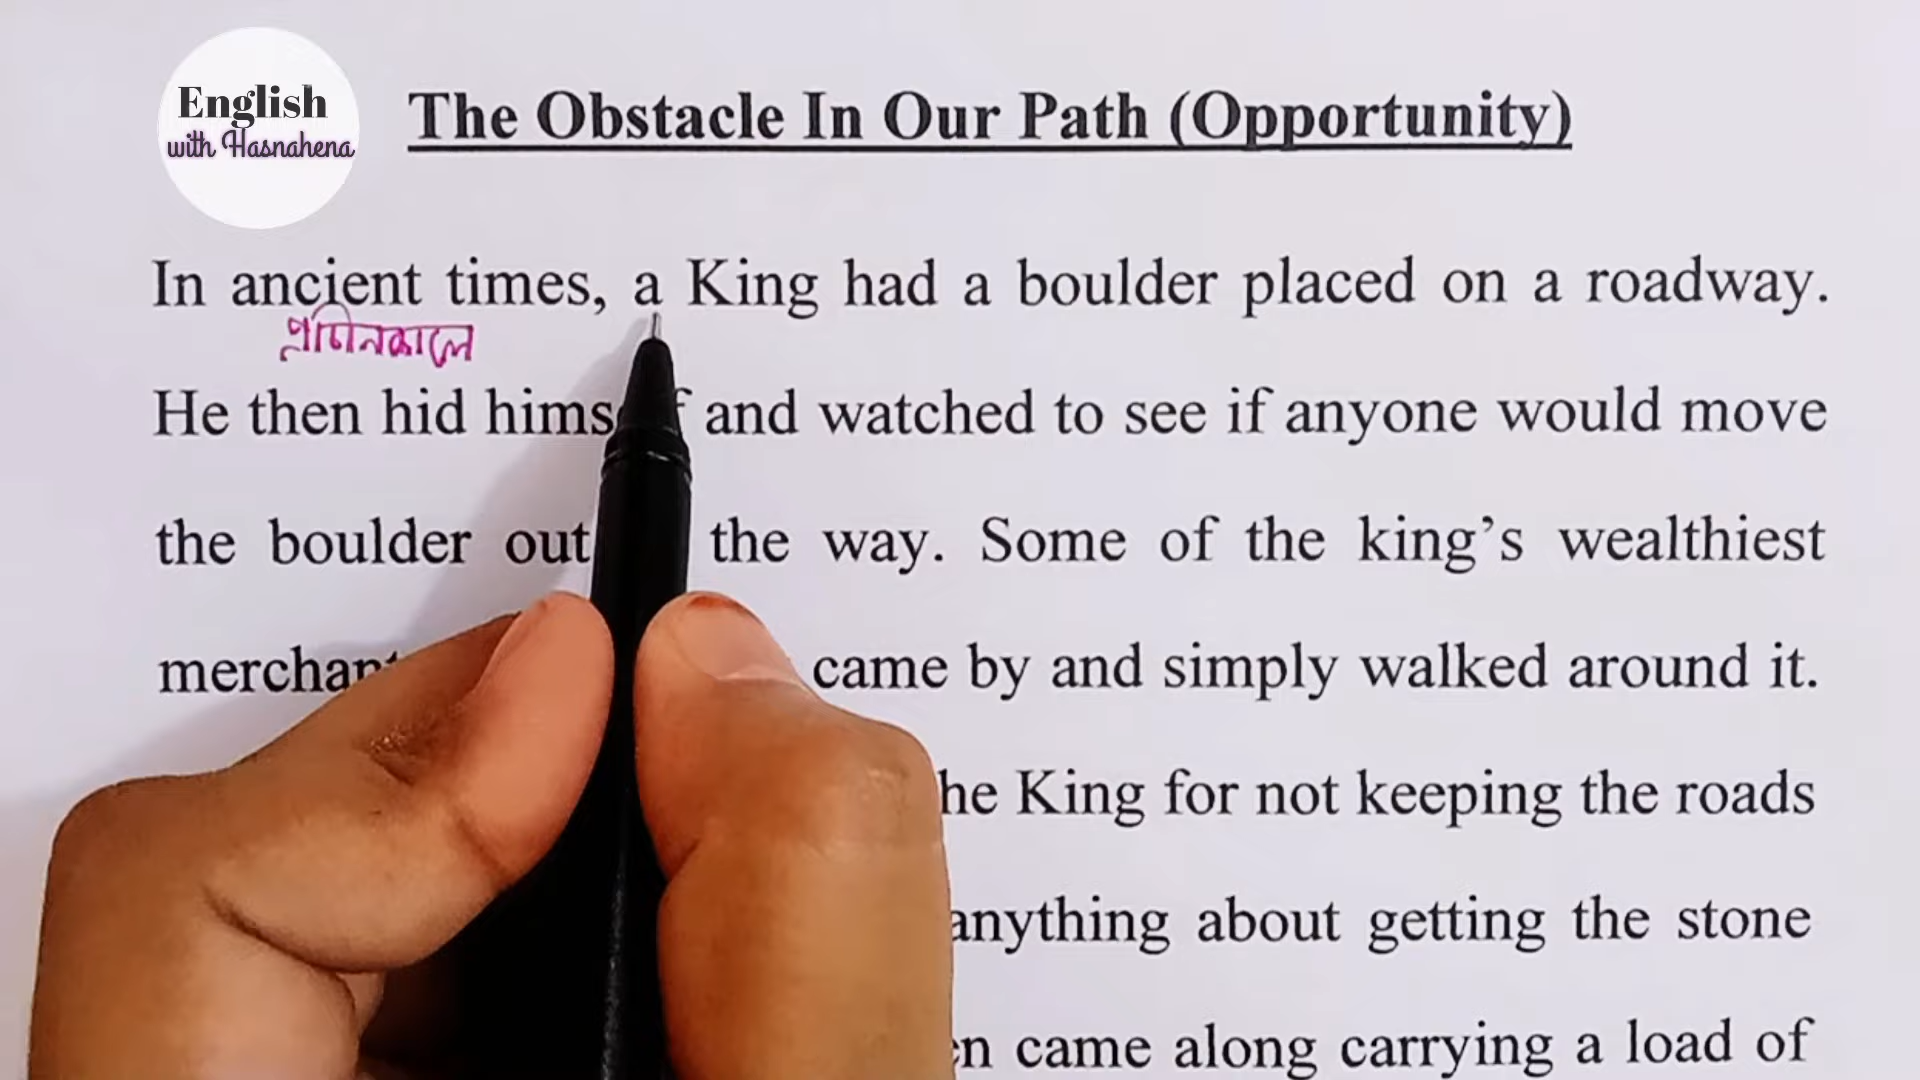 English
with Hasnahena
The Obstacle In Our Path (Opportunity)
In ancient times, a King had a boulder placed on a roadway.
প্রাচীনকালে
He then hid and watched to see if anyone would move
the boulder out the way. Some of the king's wealthiest
came by and simply walked around it.
King for not keeping the roads
anything about getting the stone
came along carrying a load of